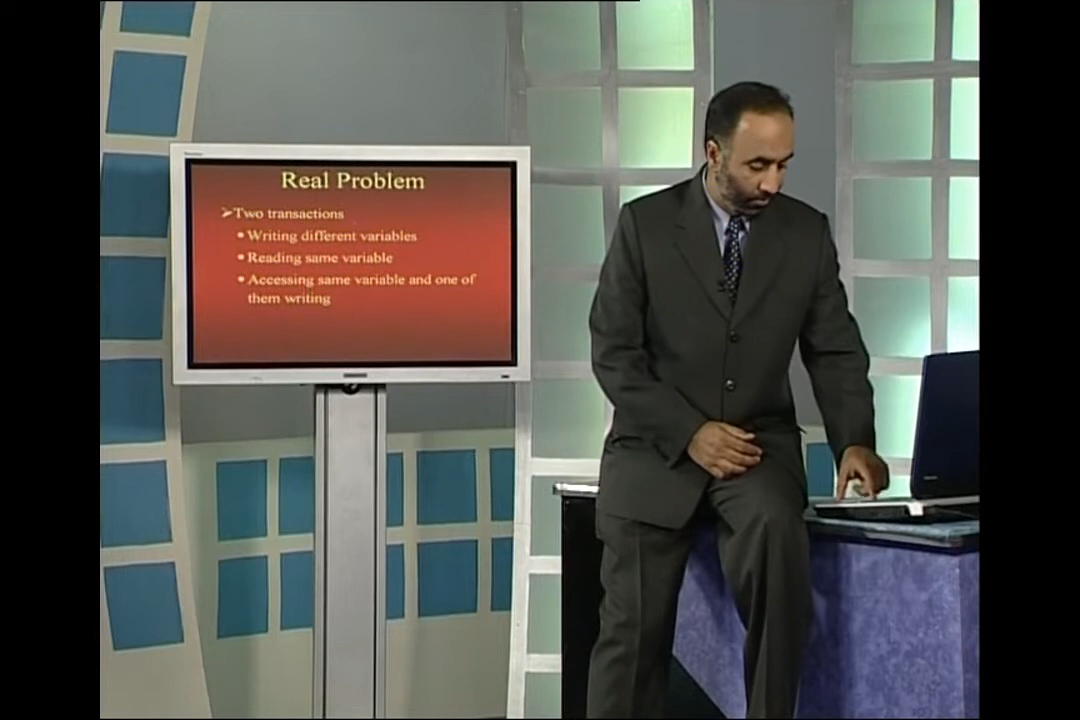 Real Problem
➢Two transactions
•Writing different variables
•Reading same variable
•Accessing same variable and one of
them writing